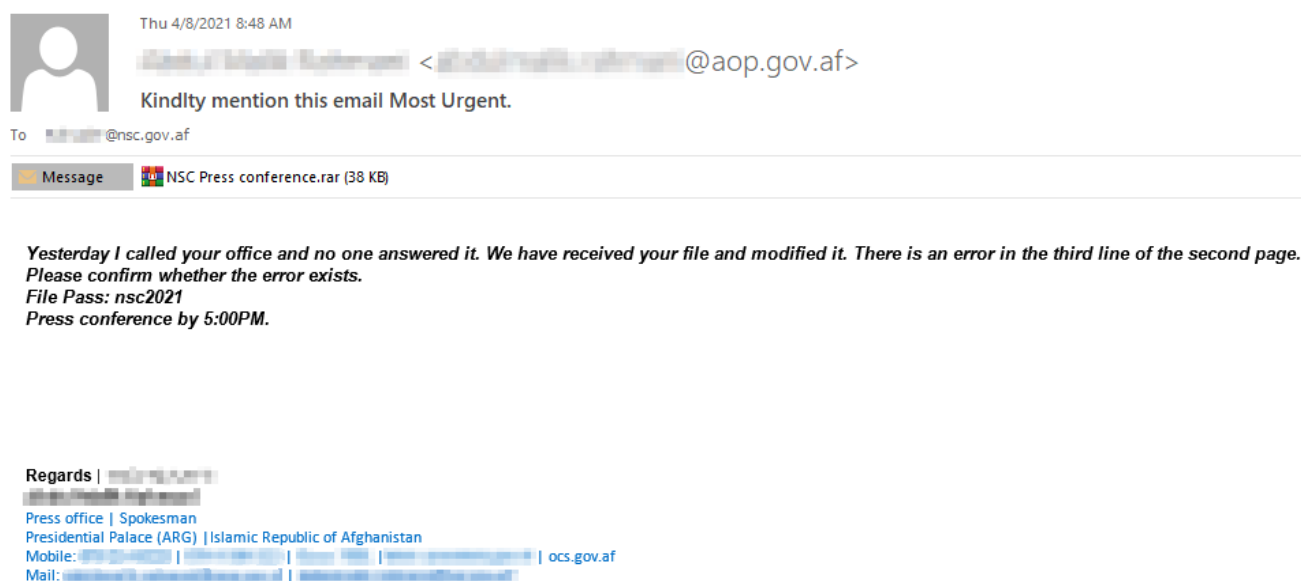 Thu 4/8/2021 8:48 AM
< @aop.gov.af>
Kindlty mention this email Most Urgent.
To @nsc.gov.af
Message NSC Press conference.rar (38 KB)
Yesterday I called your office and no one answered it. We have received your file and modified it. There is an error in the third line of the second page.
Please confirm whether the error exists.
File Pass: nsc2021
Press conference by 5:00PM.
Regards |
Press office | Spokesman
Presidential Palace (ARG) |Islamic Republic of Afghanistan
Mobile: | | | | ocs.gov.af
Mail: |